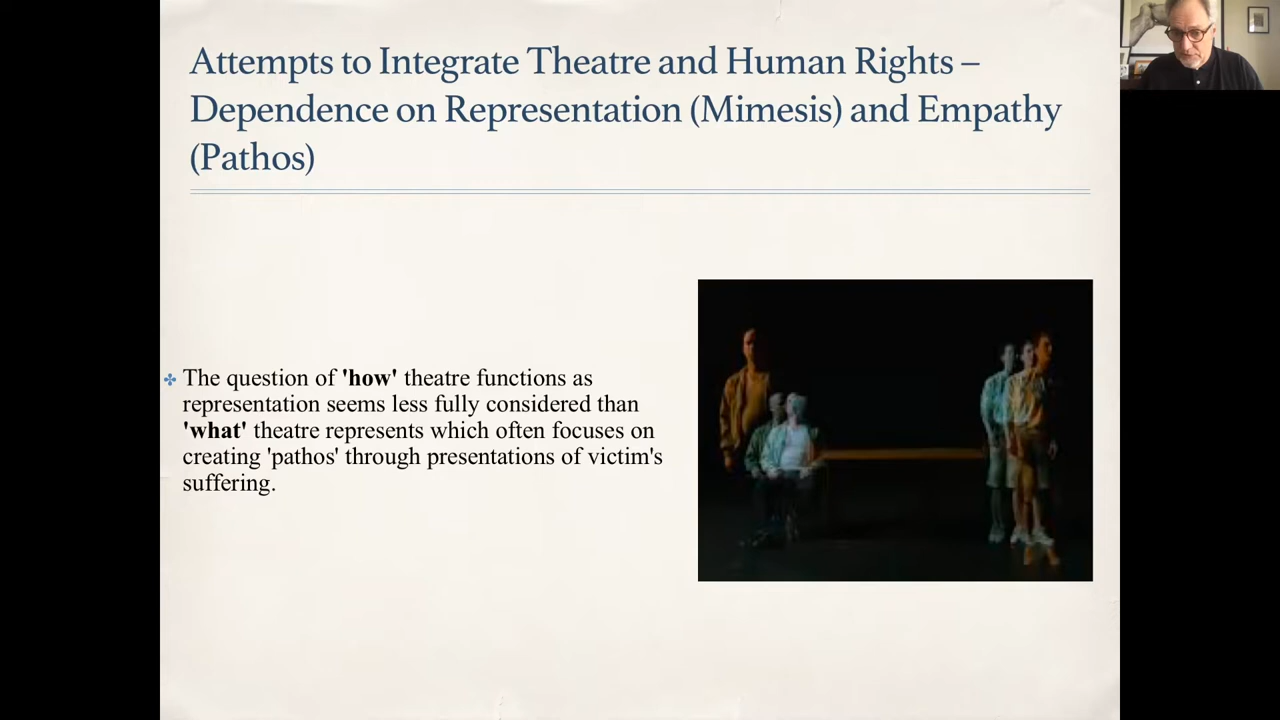 Attempts to Integrate Theatre and Human Rights –
Dependence on Representation (Mimesis) and Empathy
(Pathos)
The question of 'how' theatre functions as
representation seems less fully considered than
'what' theatre represents which often focuses on
creating 'pathos' through presentations of victim's
suffering.